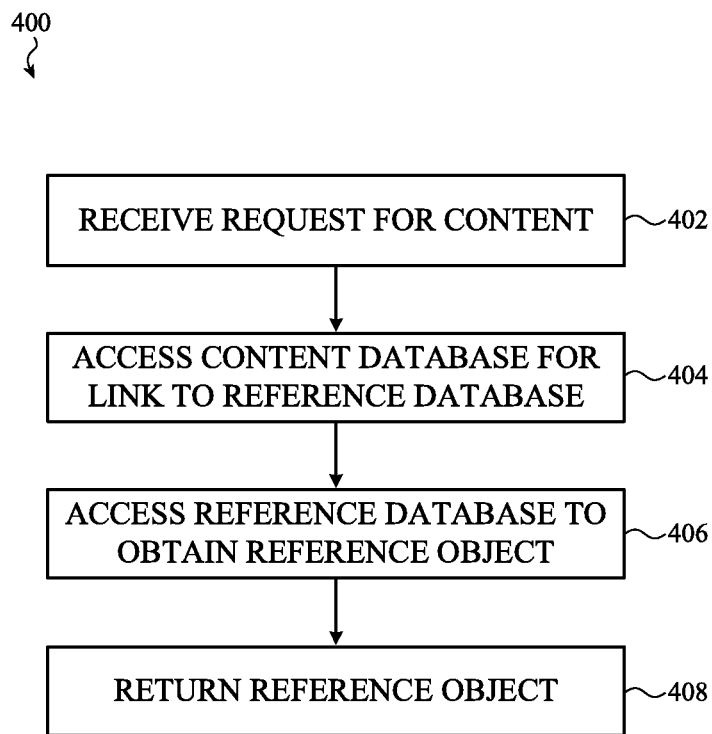 400
RECEIVE REQUEST FOR CONTENT
402
ACCESS CONTENT DATABASE FOR
LINK TO REFERENCE DATABASE
404
ACCESS REFERENCE DATABASE TO
OBTAIN REFERENCE OBJECT
406
RETURN REFERENCE OBJECT
408